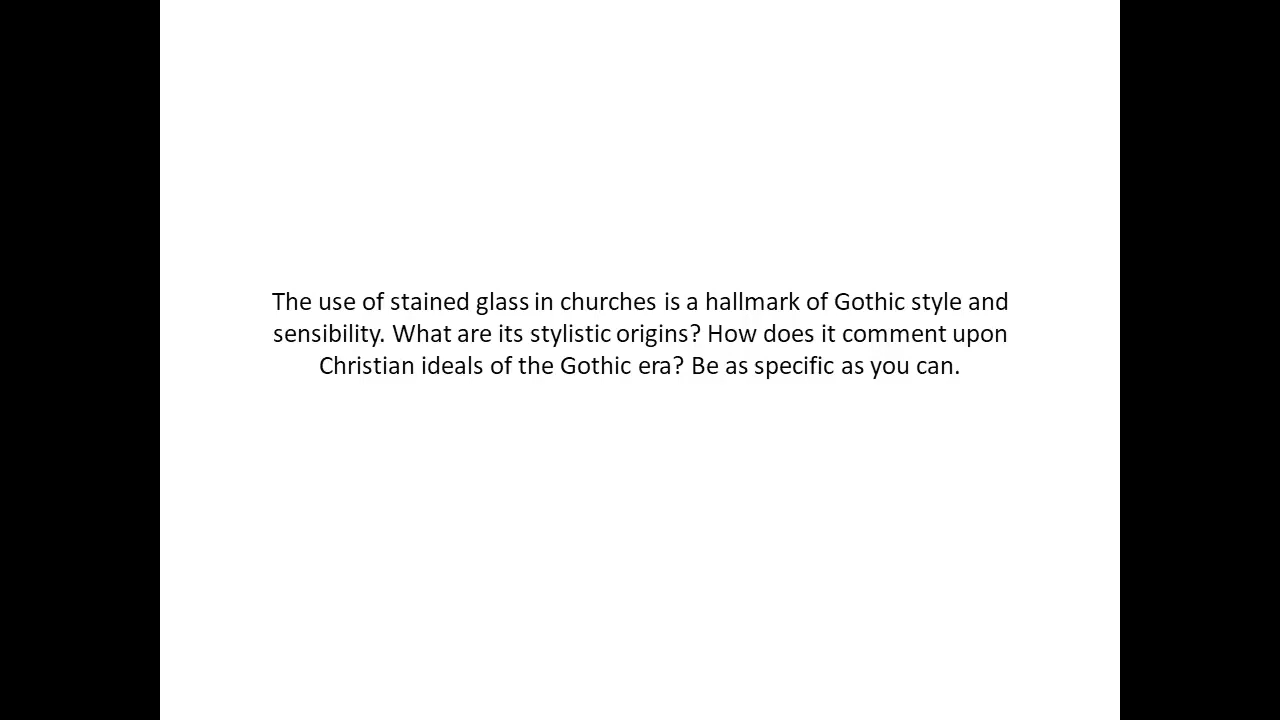 The use of stained glass in churches is a hallmark of Gothic style and
sensibility. What are its stylistic origins? How does it comment upon
Christian ideals of the Gothic era? Be as specific as you can.